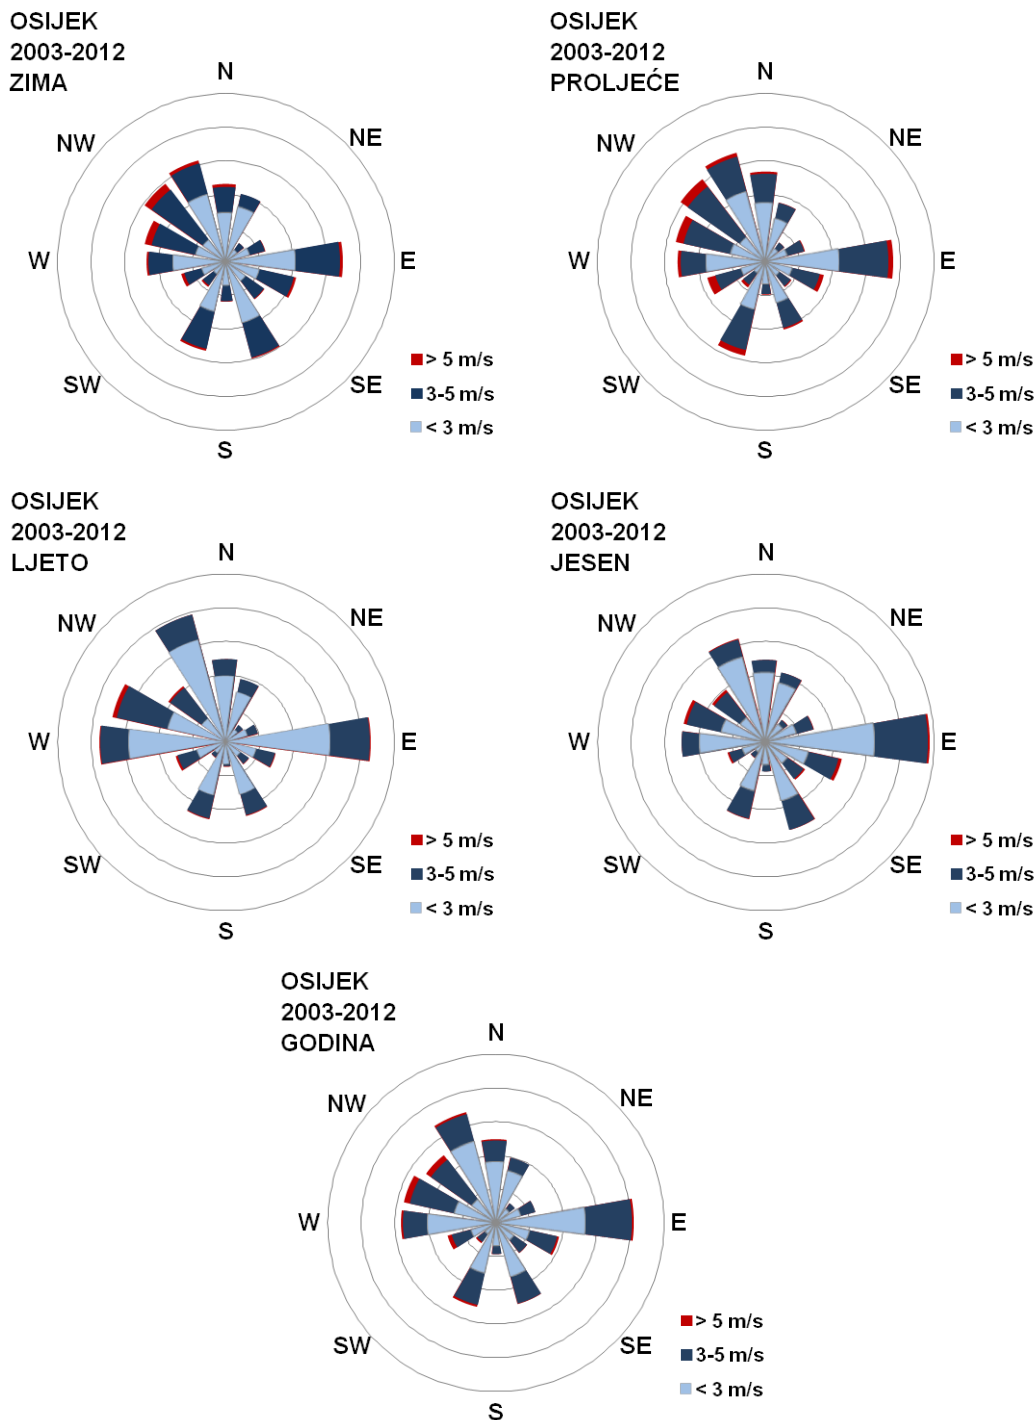 OSIJEK
2003-2012
ZIMA
N
NE
E
SE
S
SW
W
NW
> 5 m/s
3-5 m/s
< 3 m/s
OSIJEK
2003-2012
PROLJEĆE
N
NE
E
SE
S
SW
W
NW
> 5 m/s
3-5 m/s
< 3 m/s
OSIJEK
2003-2012
LJETO
N
NE
E
SE
S
SW
W
NW
> 5 m/s
3-5 m/s
< 3 m/s
OSIJEK
2003-2012
JESEN
N
NE
E
SE
S
SW
W
NW
> 5 m/s
3-5 m/s
< 3 m/s
OSIJEK
2003-2012
GODINA
N
NE
E
SE
S
SW
W
NW
> 5 m/s
3-5 m/s
< 3 m/s